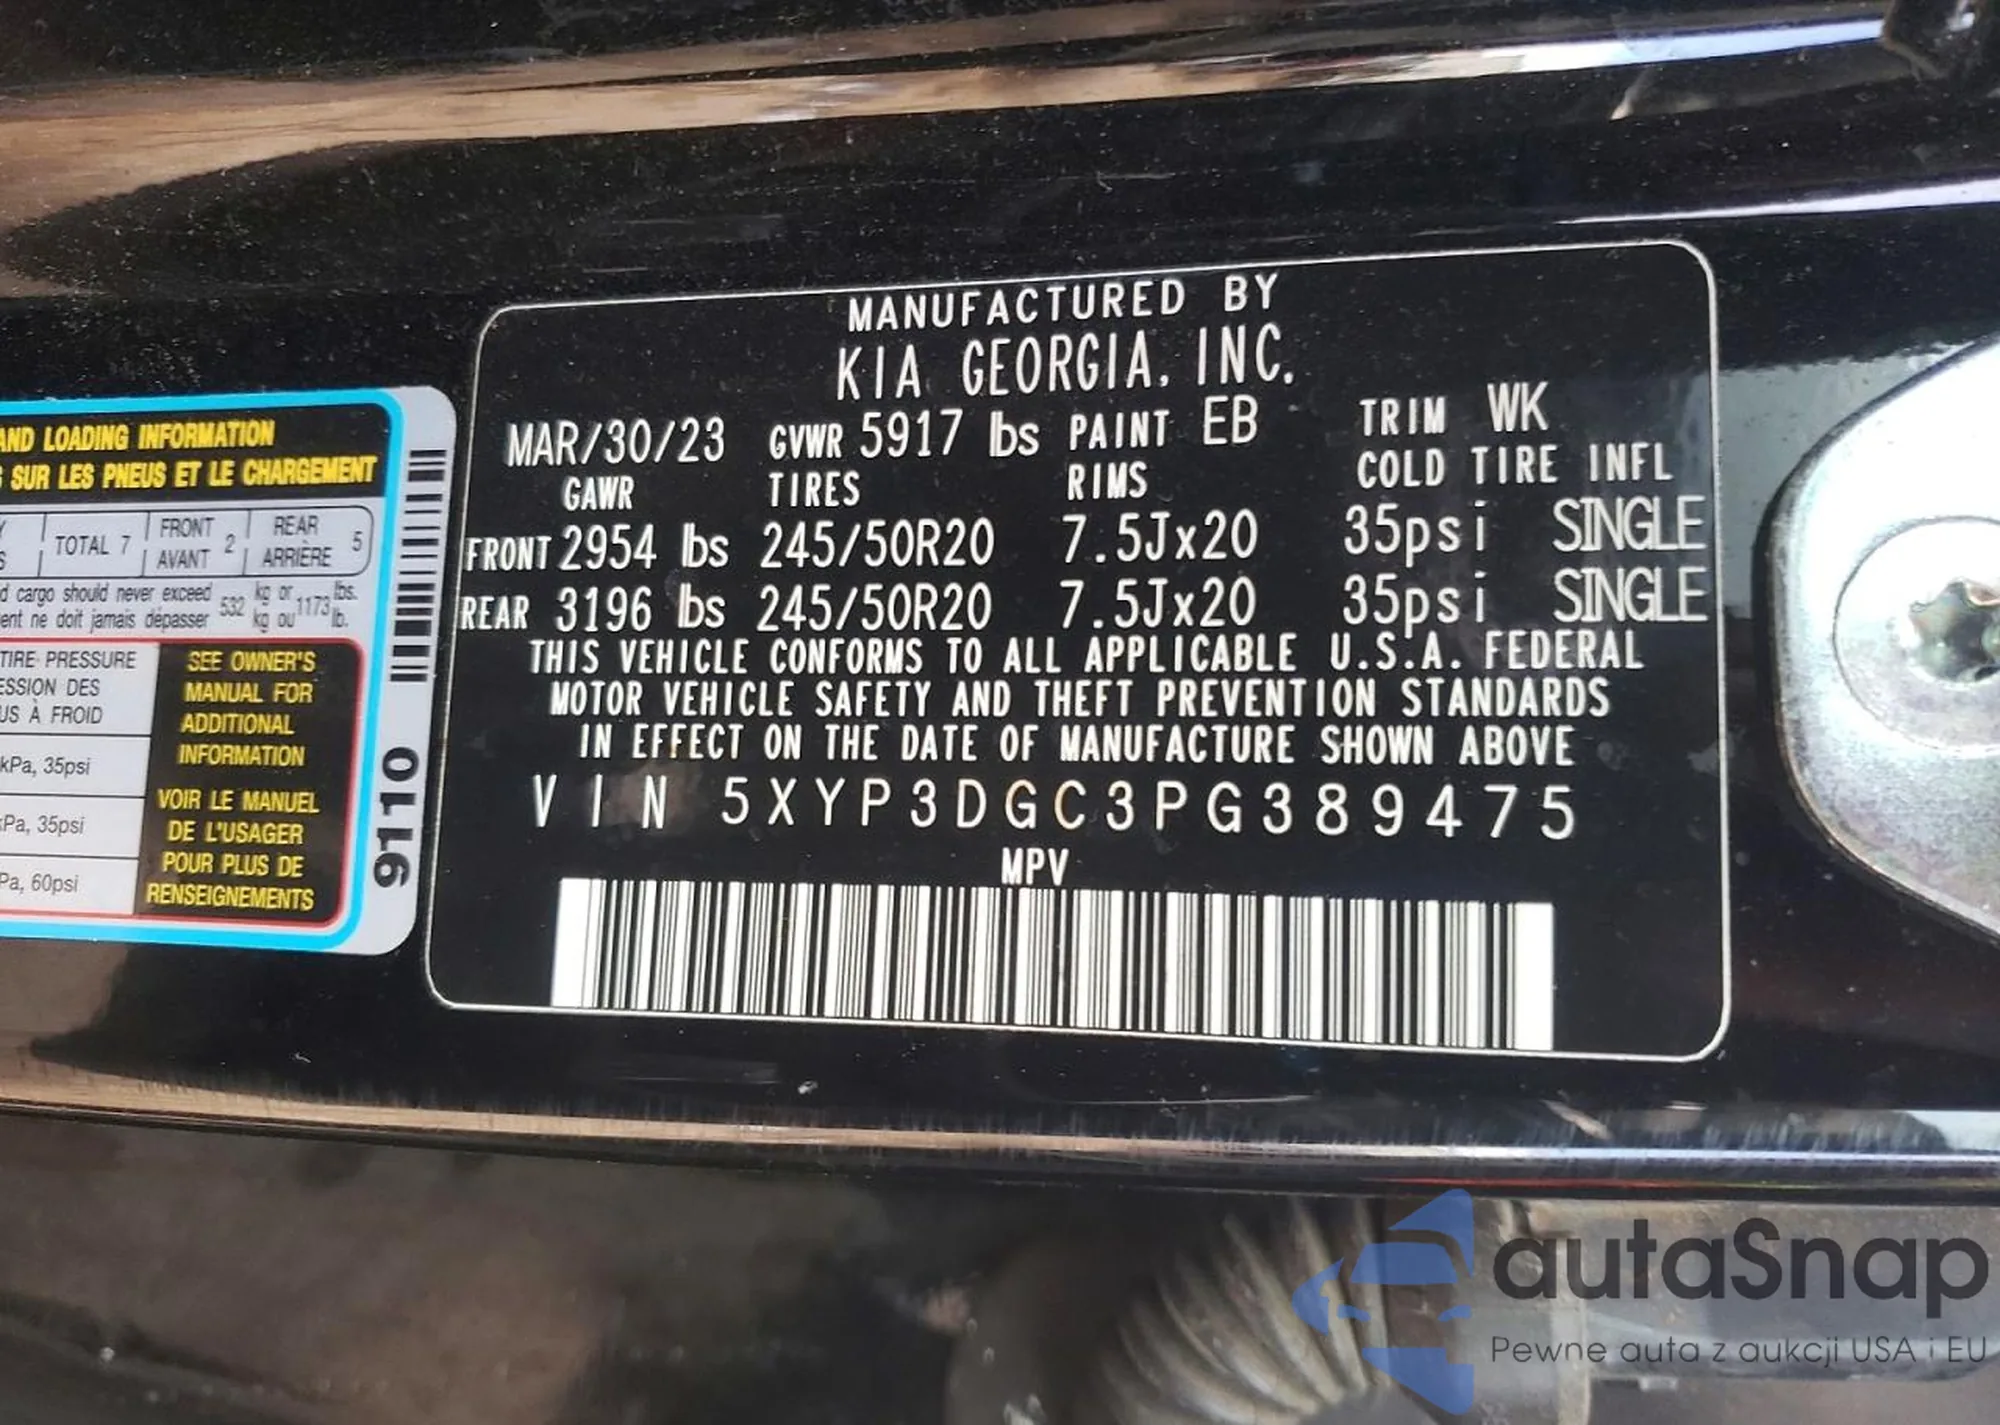 MANUFACTURED BY
KIA GEORGIA, INC.
MAR/30/23 GVWR 5917 lbs PAINT EB TRIM WK
GAWR TIRES RIMS COLD TIRE INFL
FRONT 2954 lbs 245/50R20 7.5Jx20 35psi SINGLE
REAR 3196 lbs 245/50R20 7.5Jx20 35psi SINGLE
THIS VEHICLE CONFORMS TO ALL APPLICABLE U.S.A. FEDERAL
MOTOR VEHICLE SAFETY AND THEFT PREVENTION STANDARDS
IN EFFECT ON THE DATE OF MANUFACTURE SHOWN ABOVE
VIN 5XYP3DGC3PG389475
MPV
AND LOADING INFORMATION
SUR LES PNEUS ET LE CHARGEMENT
TOTAL 7 FRONT 2 REAR 5
AVANT ARRIÈRE
cargo should never exceed 532 kg or 1173 lbs.
ne doit jamais dépasser kg ou lb.
TIRE PRESSURE
DES
À FROID
kPa, 35psi
kPa, 35psi
Pa, 60psi
SEE OWNER'S
MANUAL FOR
ADDITIONAL
INFORMATION
VOIR LE MANUEL
DE L'USAGER
POUR PLUS DE
RENSEIGNEMENTS
9110
autaSnap
Pewne auta z aukcji USA i EU